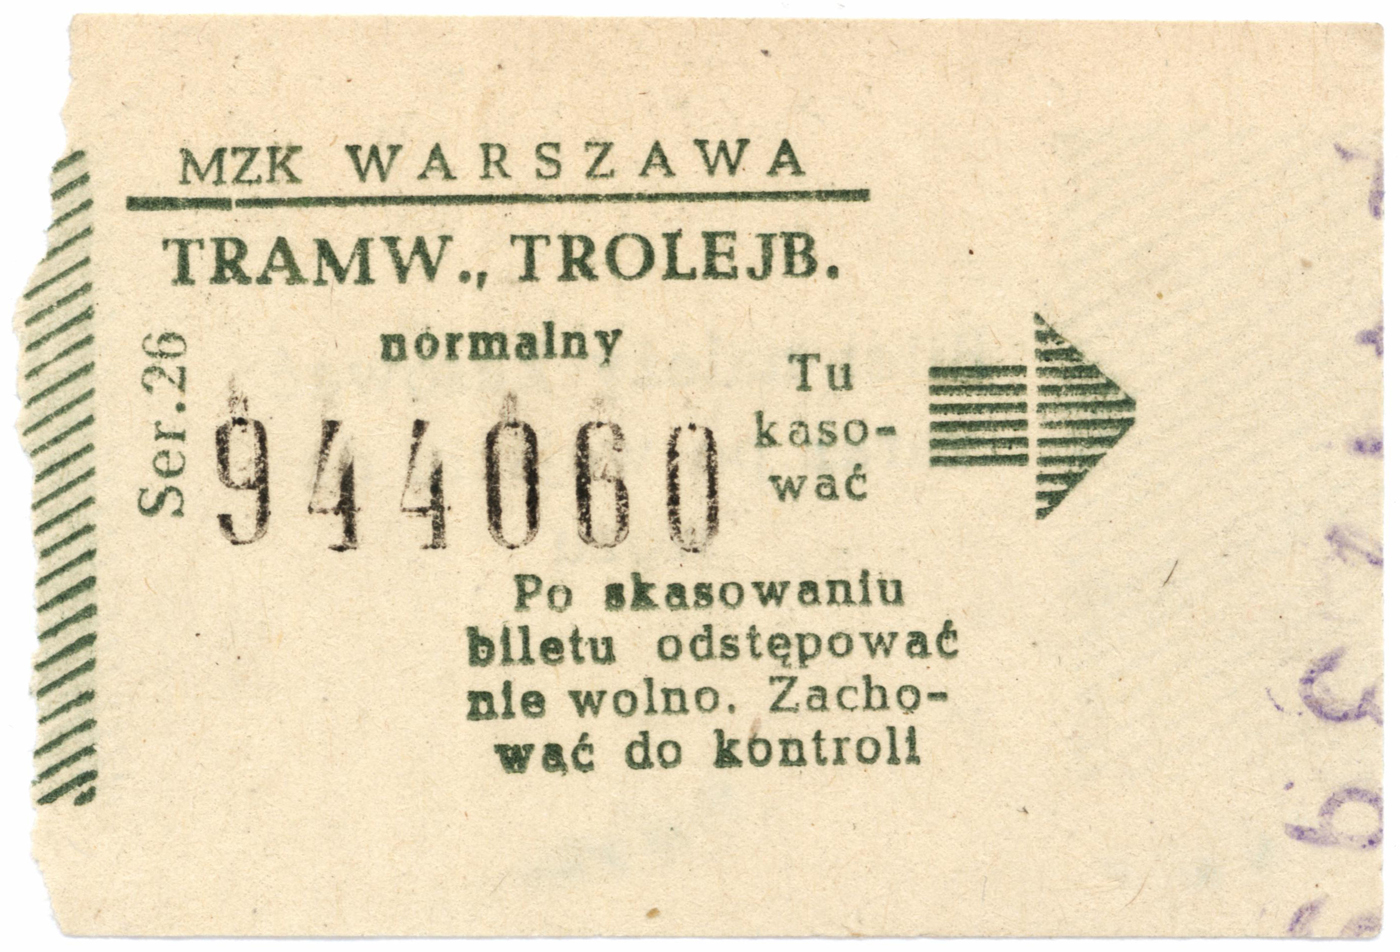 MZK WARSZAWA
TRAMW., TROLEJB.
normalny
Ser.26
944060
Tu
kaso-
wać
Po skasowaniu
biletu odstępować
nie wolno. Zacho-
wać do kontroli